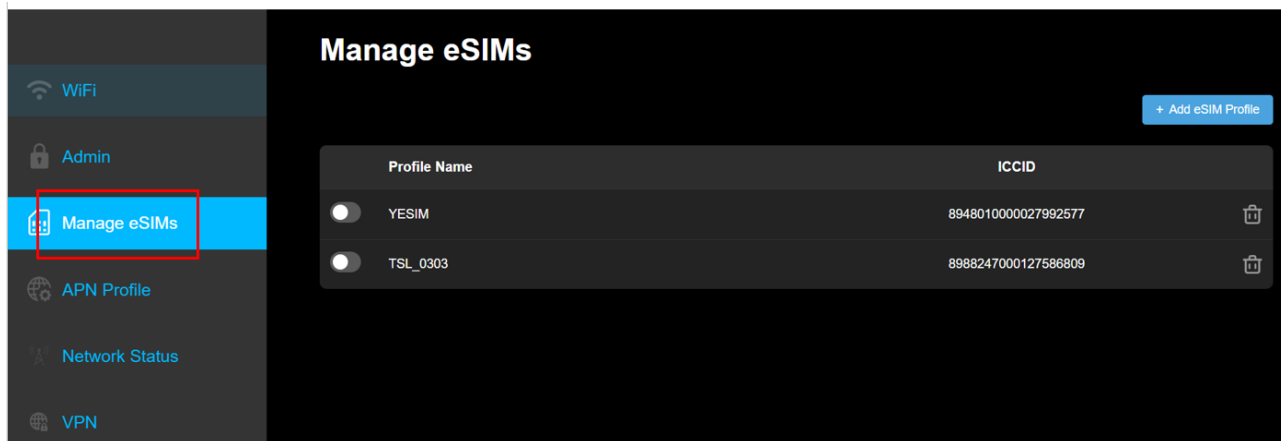 Manage eSIMs
WiFi
+ Add eSIM Profile
Admin
Profile Name ICCID
YESIM 8948010000027992577
Manage eSIMs
TSL_0303 8988247000127586809
APN Profile
Network Status
VPN